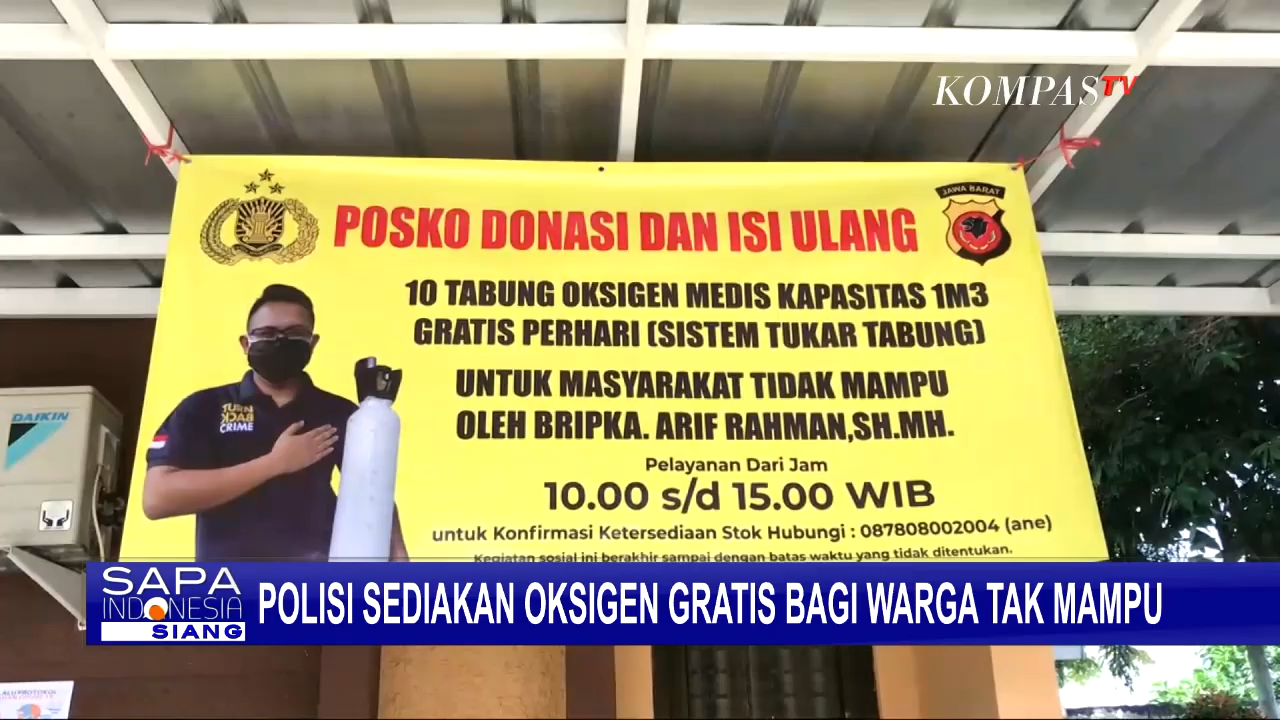 KOMPASTV
JAWA BARAT
POSKO DONASI DAN ISI ULANG
10 TABUNG OKSIGEN MEDIS KAPASITAS 1M3
GRATIS PERHARI (SISTEM TUKAR TABUNG)
UNTUK MASYARAKAT TIDAK MAMPU
OLEH BRIPKA. ARIF RAHMAN,SH.MH.
Pelayanan Dari Jam
10.00 s/d 15.00 WIB
untuk Konfirmasi Ketersediaan Stok Hubungi : 087808002004 (ane)
Kegiatan sosial ini berakhir sampai dengan batas waktu yang tidak ditentukan.
TURN
BACK
CRIME
DAIKIN
SAPA
INDONESIA
SIANG
POLISI SEDIAKAN OKSIGEN GRATIS BAGI WARGA TAK MAMPU